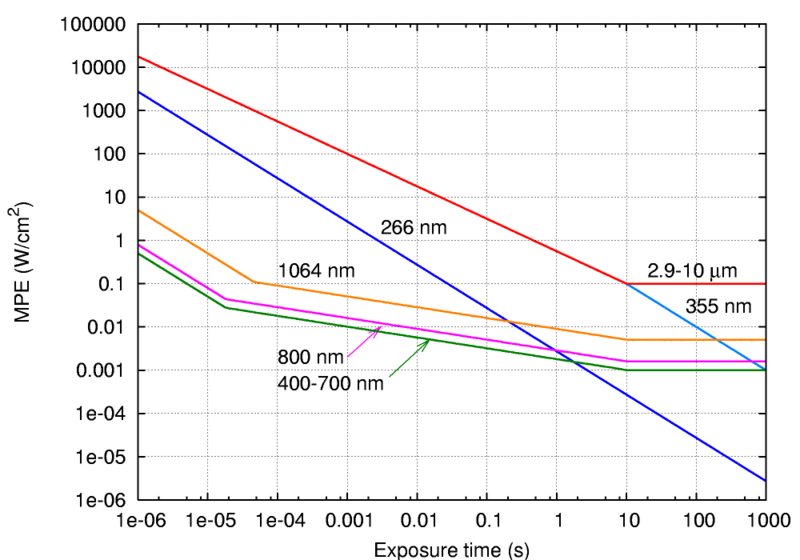 100000
10000
1000
100
10
1
0.1
0.01
0.001
1e-04
1e-05
1e-06
MPE (W/cm²)
266 nm
1064 nm
2.9-10 μm
355 nm
800 nm
400-700 nm
1e-06 1e-05 1e-04 0.001 0.01 0.1 1 10 100 1000
Exposure time (s)